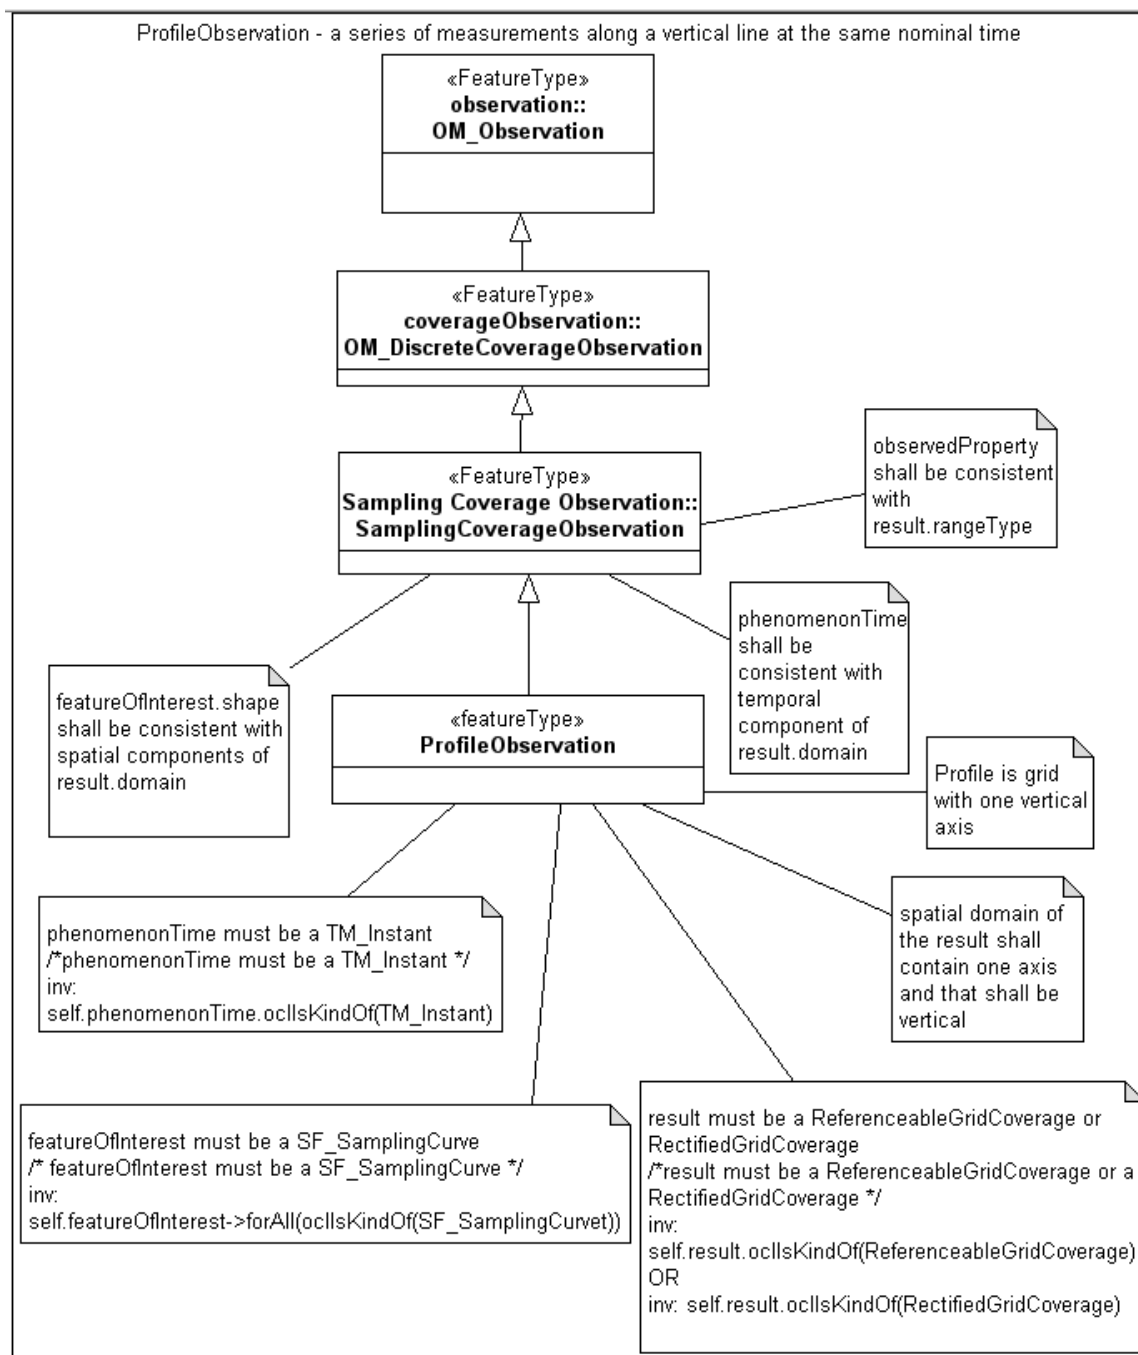 ProfileObservation - a series of measurements along a vertical line at the same nominal time
«FeatureType»
observation::
OM_Observation
«FeatureType»
coverageObservation::
OM_DiscreteCoverageObservation
«FeatureType»
Sampling Coverage Observation::
SamplingCoverageObservation
observedProperty
shall be consistent
with
result.rangeType
phenomenonTime
shall be
consistent with
temporal
component of
result.domain
featureOfInterest.shape
shall be consistent with
spatial components of
result.domain
«featureType»
ProfileObservation
Profile is grid
with one vertical
axis
spatial domain of
the result shall
contain one axis
and that shall be
vertical
phenomenonTime must be a TM_Instant
/*phenomenonTime must be a TM_Instant */
inv:
self.phenomenonTime.oclIsKindOf(TM_Instant)
featureOfInterest must be a SF_SamplingCurve
/* featureOfInterest must be a SF_SamplingCurve */
inv:
self.featureOfInterest->forAll(oclIsKindOf(SF_SamplingCurvet))
result must be a ReferenceableGridCoverage or
RectifiedGridCoverage
/*result must be a ReferenceableGridCoverage or a
RectifiedGridCoverage */
inv:
self.result.oclIsKindOf(ReferenceableGridCoverage)
OR
inv: self.result.oclIsKindOf(RectifiedGridCoverage)